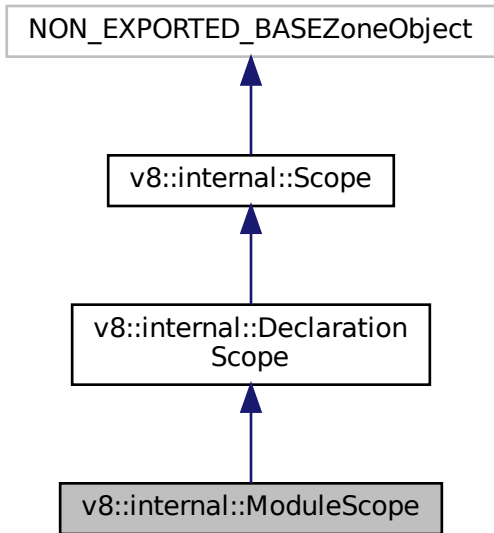 NON_EXPORTED_BASEZoneObject
v8::internal::Scope
v8::internal::Declaration
Scope
v8::internal::ModuleScope